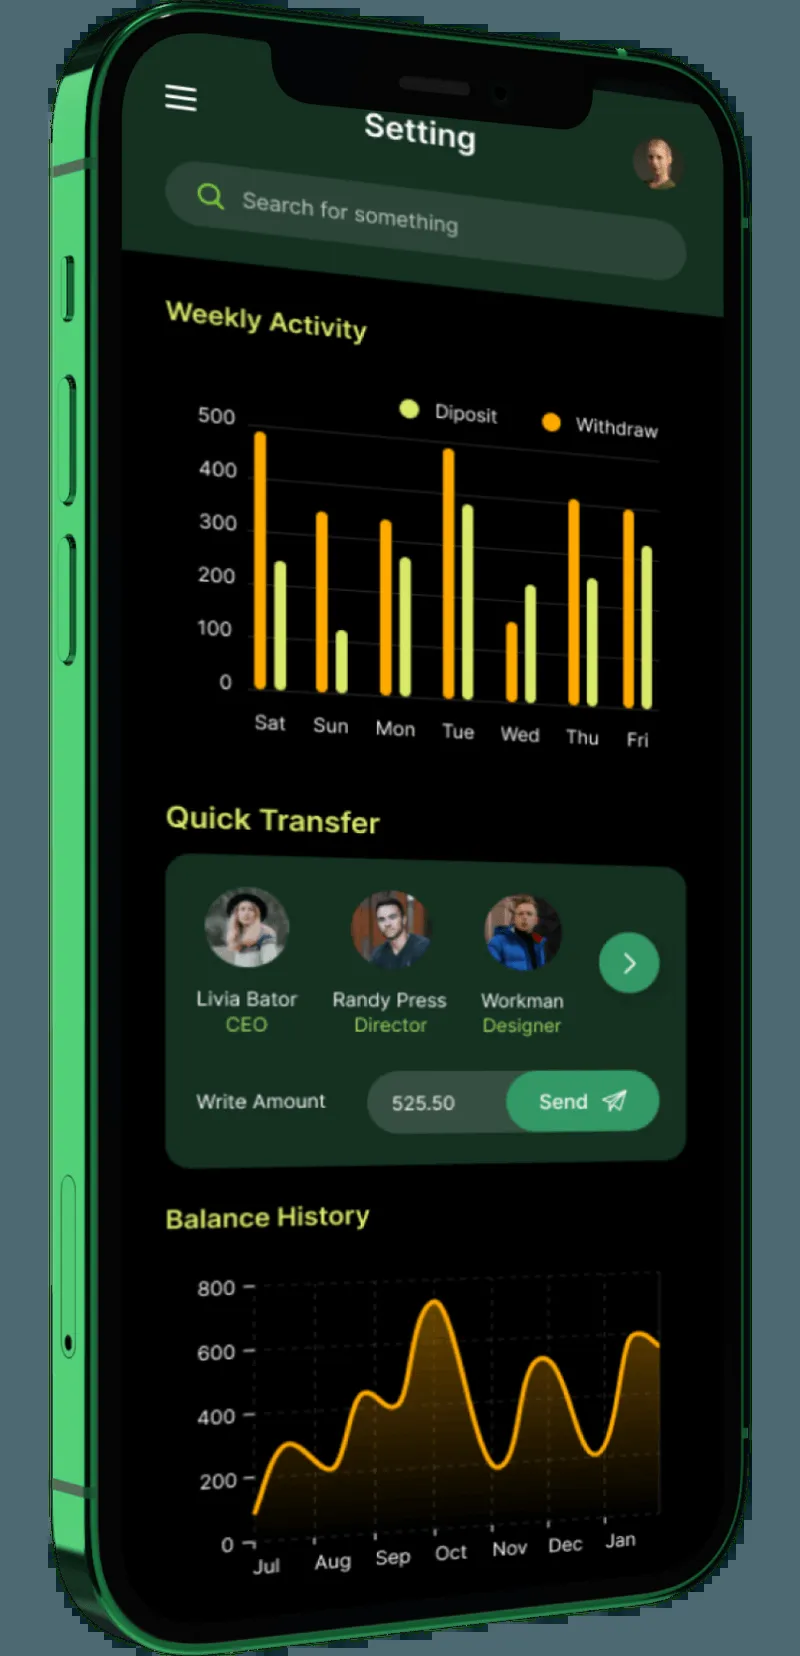 Setting
Search for something
Weekly Activity
Diposit Withdraw
500
400
300
200
100
0
Sat Sun Mon Tue Wed Thu Fri
Quick Transfer
Livia Bator Randy Press Workman
CEO Director Designer
Write Amount 525.50 Send
Balance History
800
600
400
200
0
Jul Aug Sep Oct Nov Dec Jan